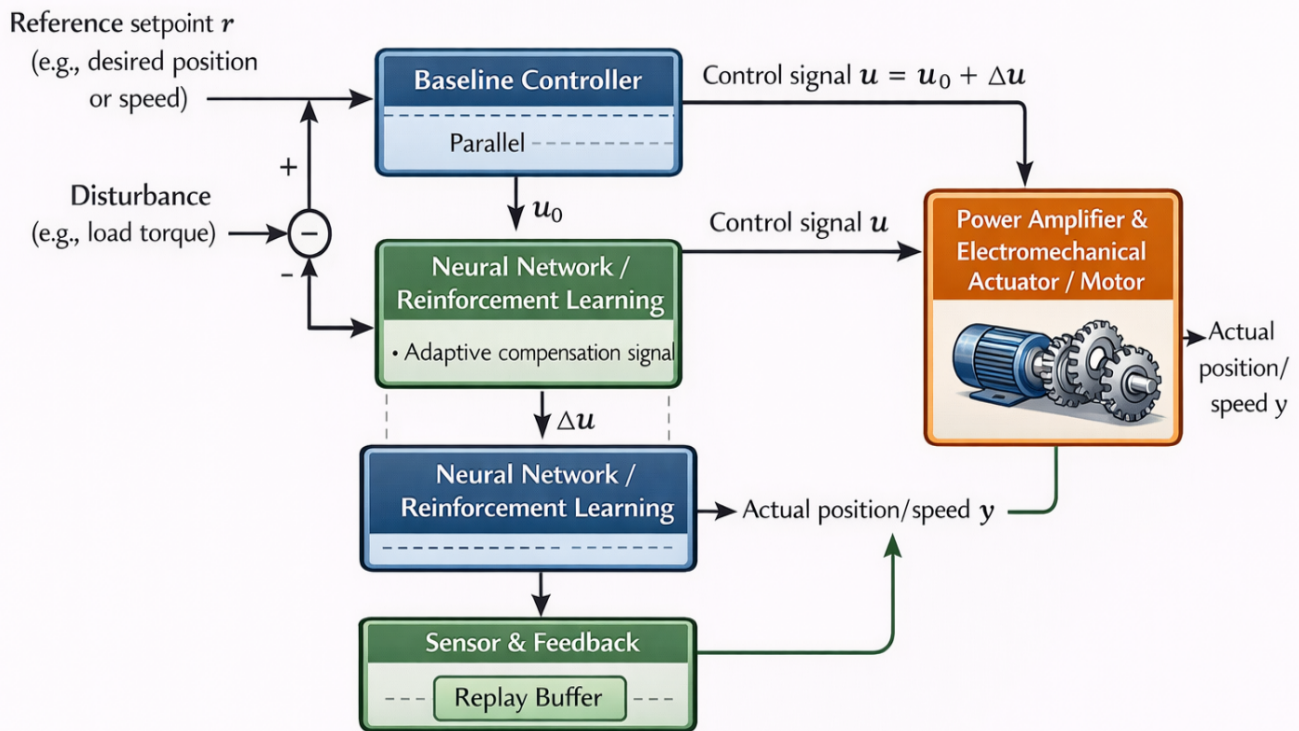 Reference setpoint r
(e.g., desired position
or speed)
Baseline Controller
Parallel
Control signal u = u₀ + Δu
+
Disturbance
(e.g., load torque)
−
-
u₀
Control signal u
Neural Network /
Reinforcement Learning
• Adaptive compensation signal
Power Amplifier &
Electromechanical
Actuator / Motor
Actual
position/
speed y
Δu
Neural Network /
Reinforcement Learning
Actual position/speed y
Sensor & Feedback
Replay Buffer